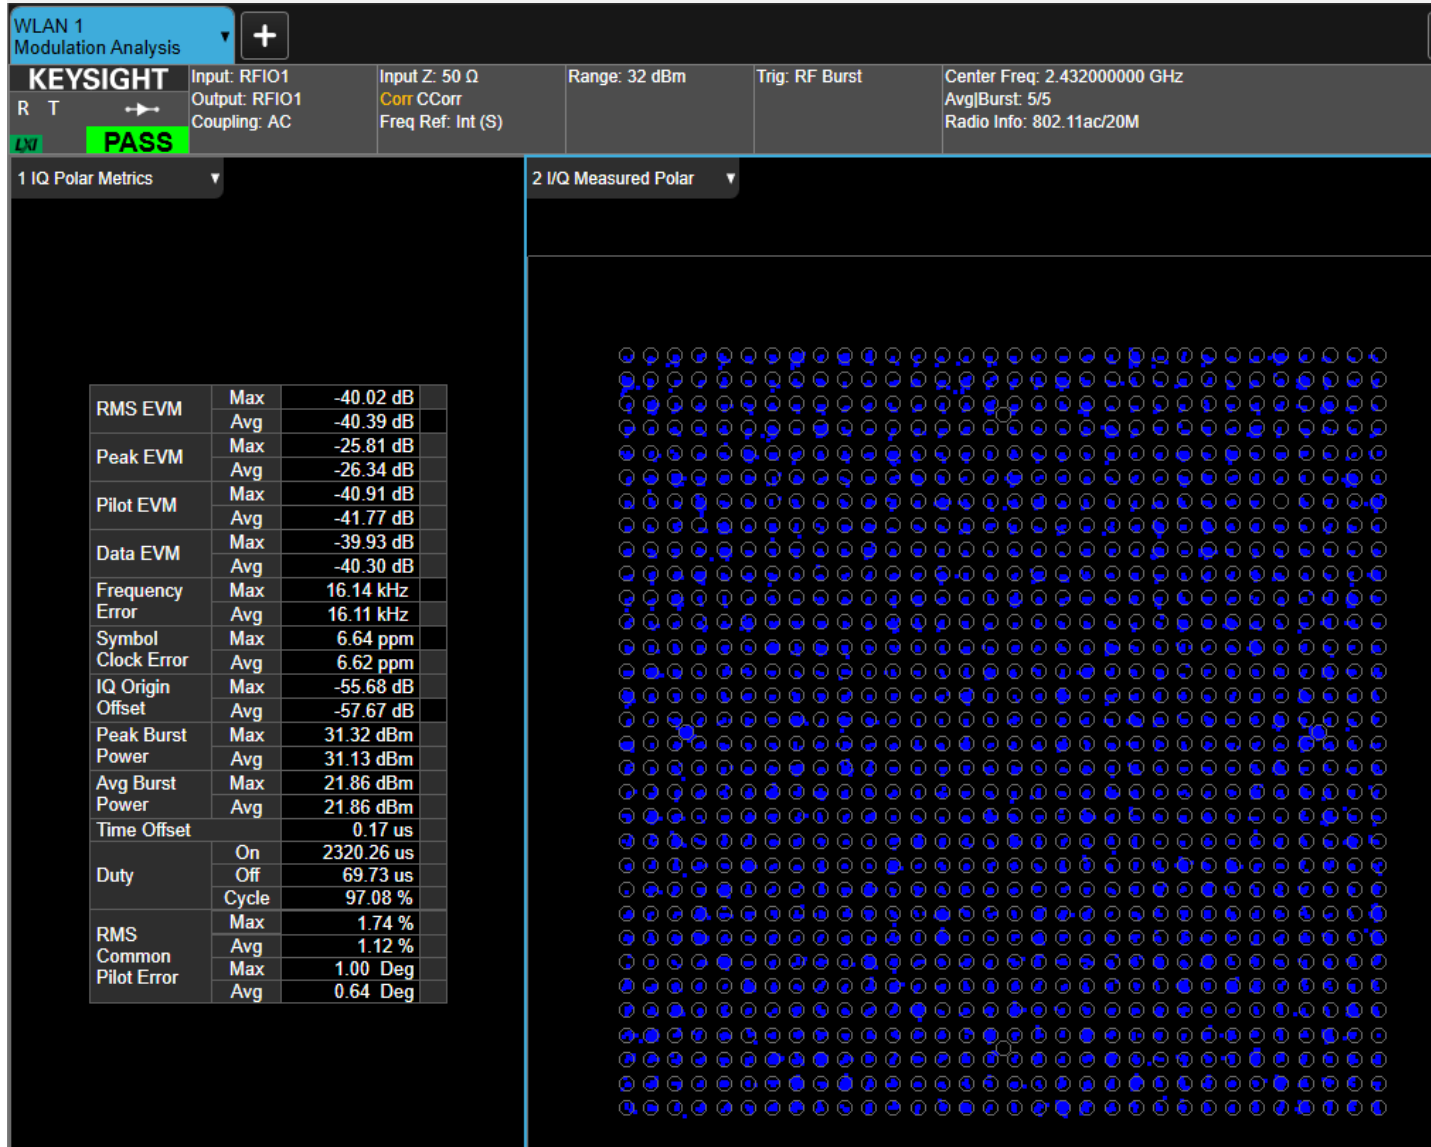 WLAN 1
Modulation Analysis
+
KEYSIGHT
R T
LXI
PASS
Input: RFIO1
Output: RFIO1
Coupling: AC
Input Z: 50 Ω
Corr CCorr
Freq Ref: Int (S)
Range: 32 dBm
Trig: RF Burst
Center Freq: 2.432000000 GHz
Avg|Burst: 5/5
Radio Info: 802.11ac/20M
1 IQ Polar Metrics
2 I/Q Measured Polar
RMS EVM Max -40.02 dB
Avg -40.39 dB
Peak EVM Max -25.81 dB
Avg -26.34 dB
Pilot EVM Max -40.91 dB
Avg -41.77 dB
Data EVM Max -39.93 dB
Avg -40.30 dB
Frequency Max 16.14 kHz
Error Avg 16.11 kHz
Symbol Max 6.64 ppm
Clock Error Avg 6.62 ppm
IQ Origin Max -55.68 dB
Offset Avg -57.67 dB
Peak Burst Max 31.32 dBm
Power Avg 31.13 dBm
Avg Burst Max 21.86 dBm
Power Avg 21.86 dBm
Time Offset 0.17 us
Duty On 2320.26 us
Off 69.73 us
Cycle 97.08 %
RMS Max 1.74 %
Common Avg 1.12 %
Pilot Error Max 1.00 Deg
Avg 0.64 Deg